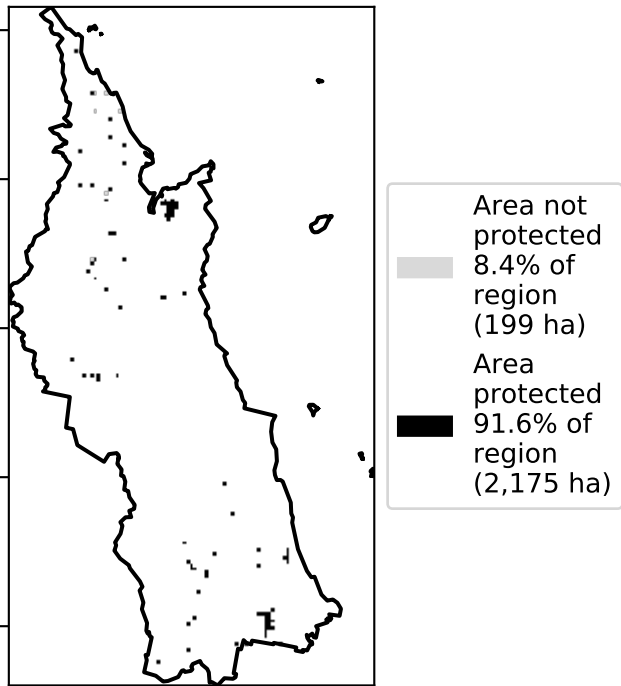 Area not
protected
8.4% of
region
(199 ha)
Area
protected
91.6% of
region
(2,175 ha)